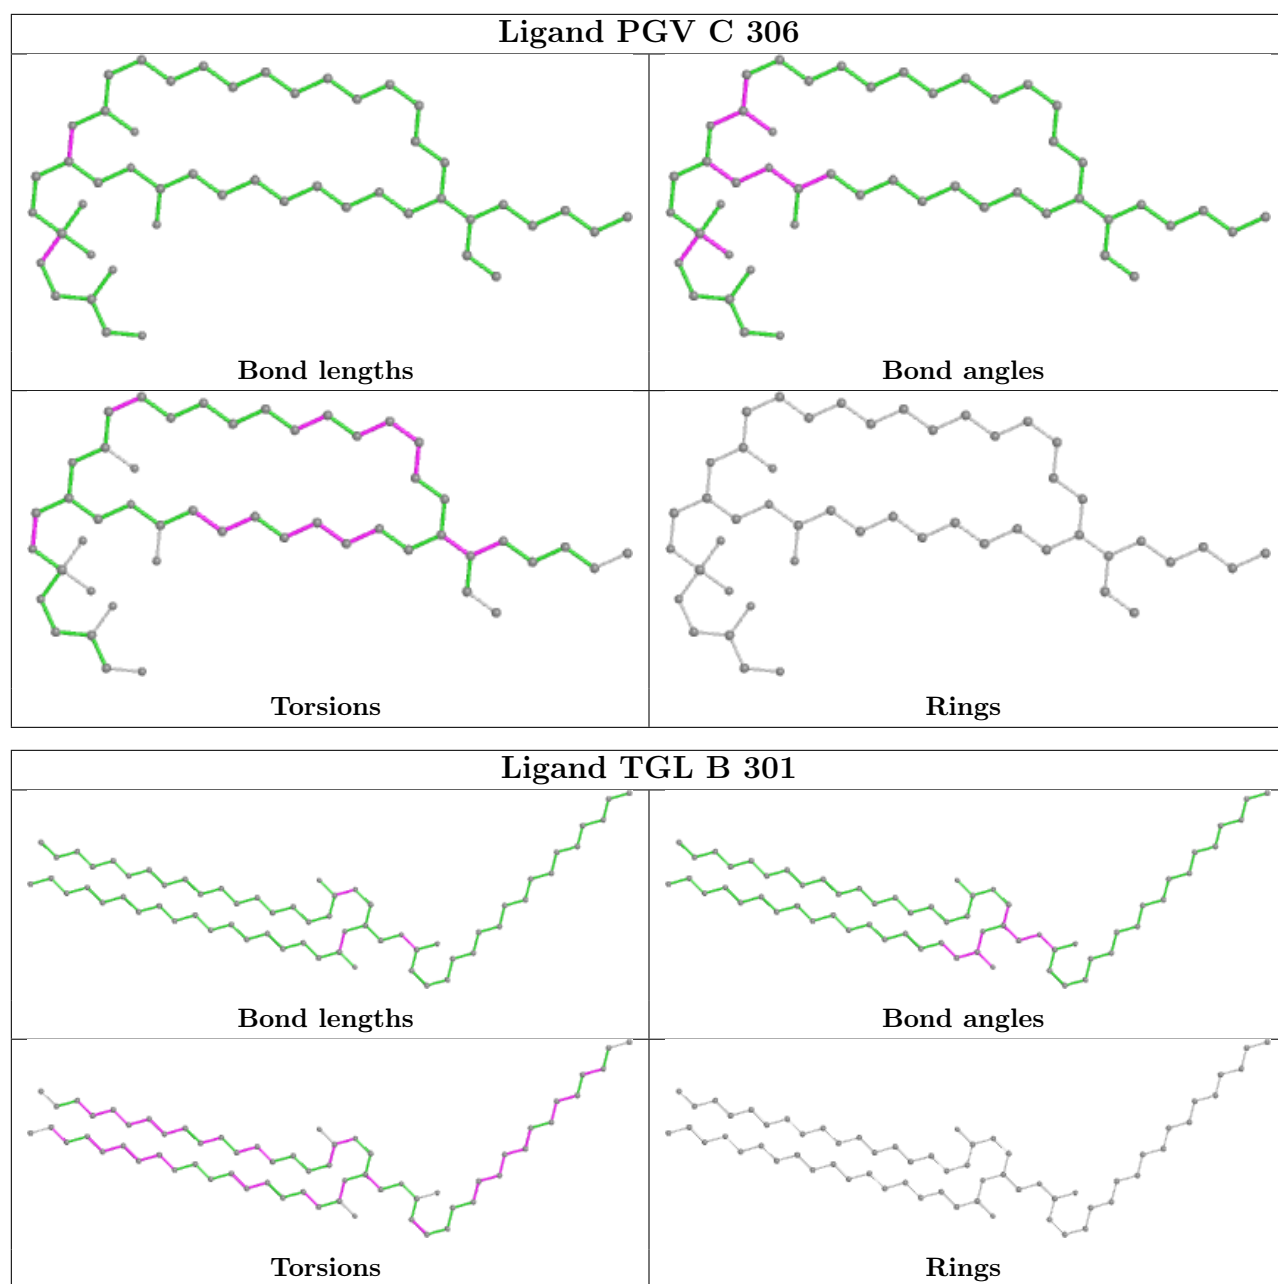 Ligand PGV C 306
Bond lengths
Bond angles
Torsions
Rings
Ligand TGL B 301
Bond lengths
Bond angles
Torsions
Rings